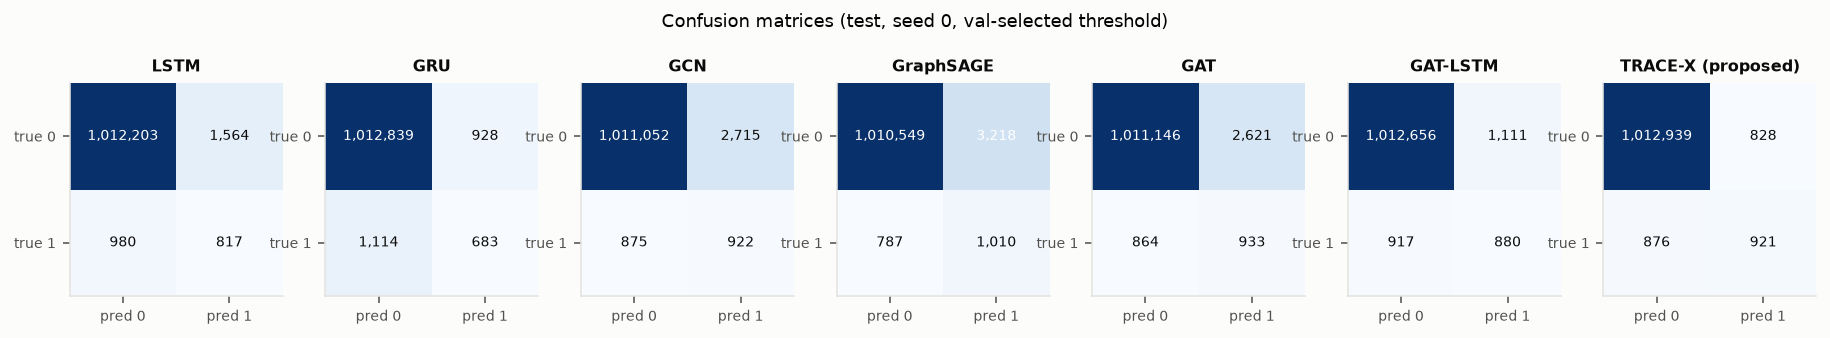 Confusion matrices (test, seed 0, val-selected threshold)
LSTM GRU GCN GraphSAGE GAT GAT-LSTM TRACE-X (proposed)
true 0 1,012,203 1,564 true 0 1,012,839 928 true 0 1,011,052 2,715 true 0 1,010,549 3,218 true 0 1,011,146 2,621 true 0 1,012,656 1,111 true 0 1,012,939 828
true 1 980 817 true 1 1,114 683 true 1 875 922 true 1 787 1,010 true 1 864 933 true 1 917 880 true 1 876 921
pred 0 pred 1 pred 0 pred 1 pred 0 pred 1 pred 0 pred 1 pred 0 pred 1 pred 0 pred 1 pred 0 pred 1